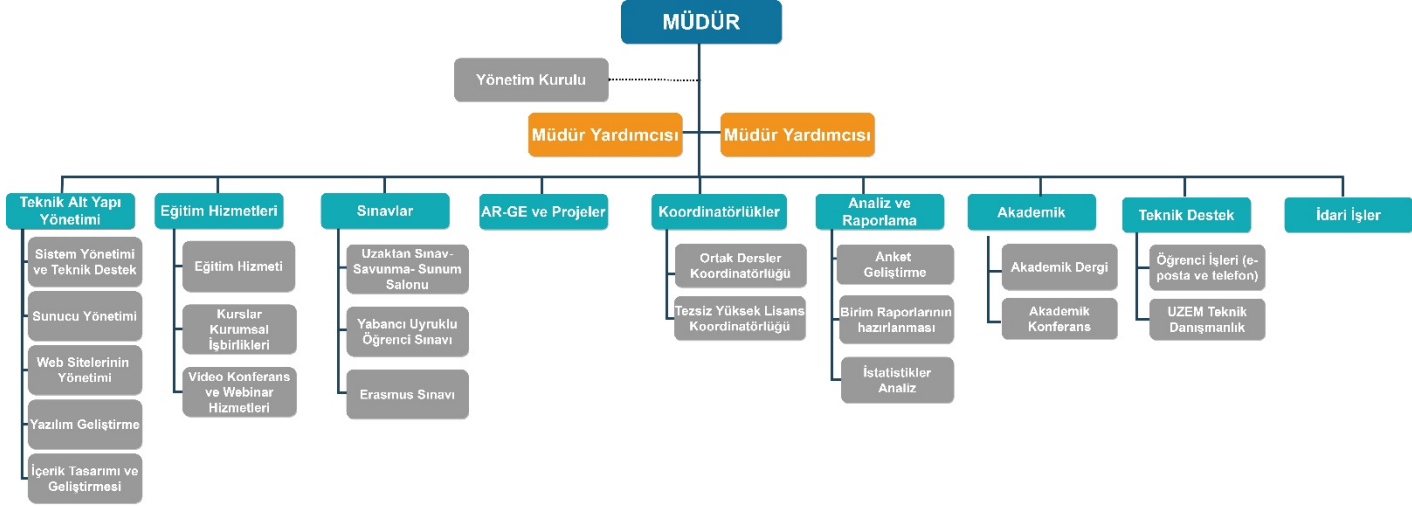 MÜDÜR
Yönetim Kurulu
Müdür Yardımcısı
Müdür Yardımcısı
Teknik Alt Yapı
Yönetimi
Sistem Yönetimi
ve Teknik Destek
Sunucu Yönetimi
Web Sitelerinin
Yönetimi
Yazılım Geliştirme
İçerik Tasarımı ve
Geliştirmesi
Eğitim Hizmetleri
Eğitim Hizmeti
Kurslar
Kurumsal
İşbirlikleri
Video Konferans
ve Webinar
Hizmetleri
Sınavlar
Uzaktan Sınav-
Savunma- Sunum
Salonu
Yabancı Uyruklu
Öğrenci Sınavı
Erasmus Sınavı
AR-GE ve Projeler
Koordinatörlükler
Ortak Dersler
Koordinatörlüğü
Tezsiz Yüksek Lisans
Koordinatörlüğü
Analiz ve
Raporlama
Anket
Geliştirme
Birim Raporlarının
hazırlanması
İstatistikler
Analiz
Akademik
Akademik Dergi
Akademik
Konferans
Teknik Destek
Öğrenci İşleri (e-
posta ve telefon)
UZEM Teknik
Danışmanlık
İdari İşler